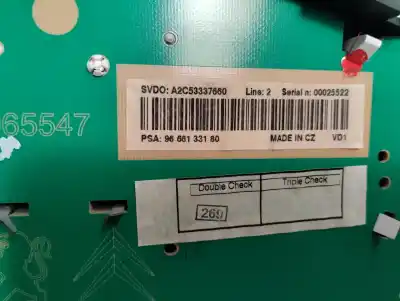 SVDO: A2C53337660 Line: 2 Serial n: 00025522
65547
PSA: 96 661 331 80 MADE IN CZ VD1
Double Check Triple Check
269